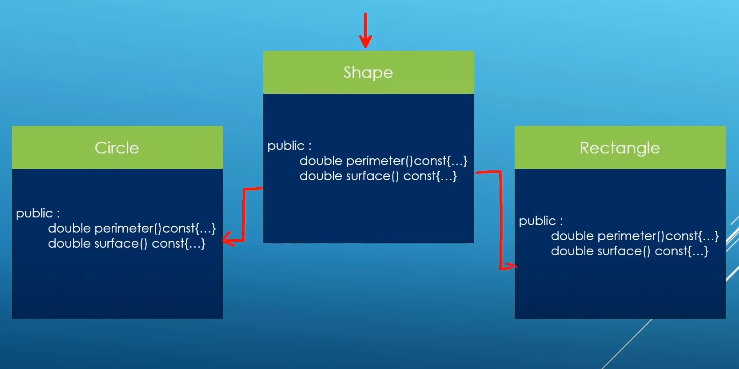 Shape
public :
double perimeter()const{...}
double surface() const{...}
Circle
public :
double perimeter()const{...}
double surface() const{...}
Rectangle
public :
double perimeter()const{...}
double surface() const{...}